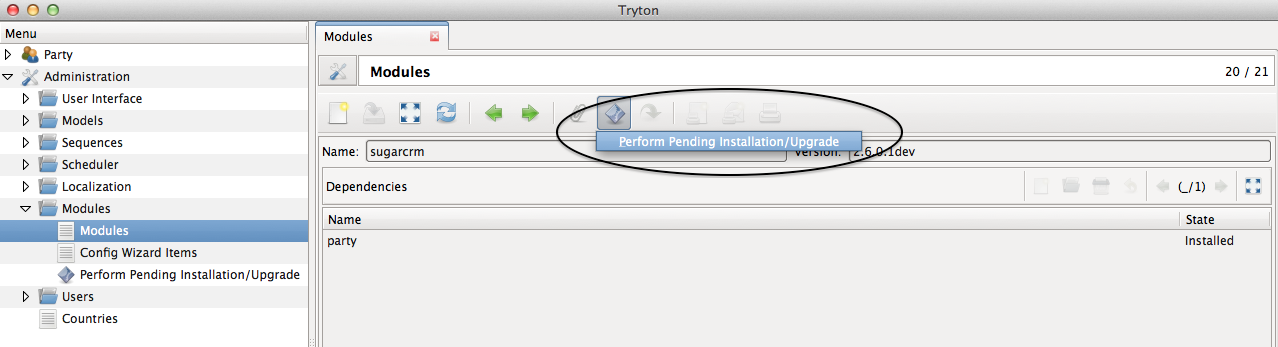 Tryton
Menu
Party
Administration
User Interface
Models
Sequences
Scheduler
Localization
Modules
Modules
Config Wizard Items
Perform Pending Installation/Upgrade
Users
Countries
Modules
Modules
20 / 21
Perform Pending Installation/Upgrade
Name: sugarcrm Version: 2.6.0.1dev
Dependencies
(_/1)
Name State
party Installed